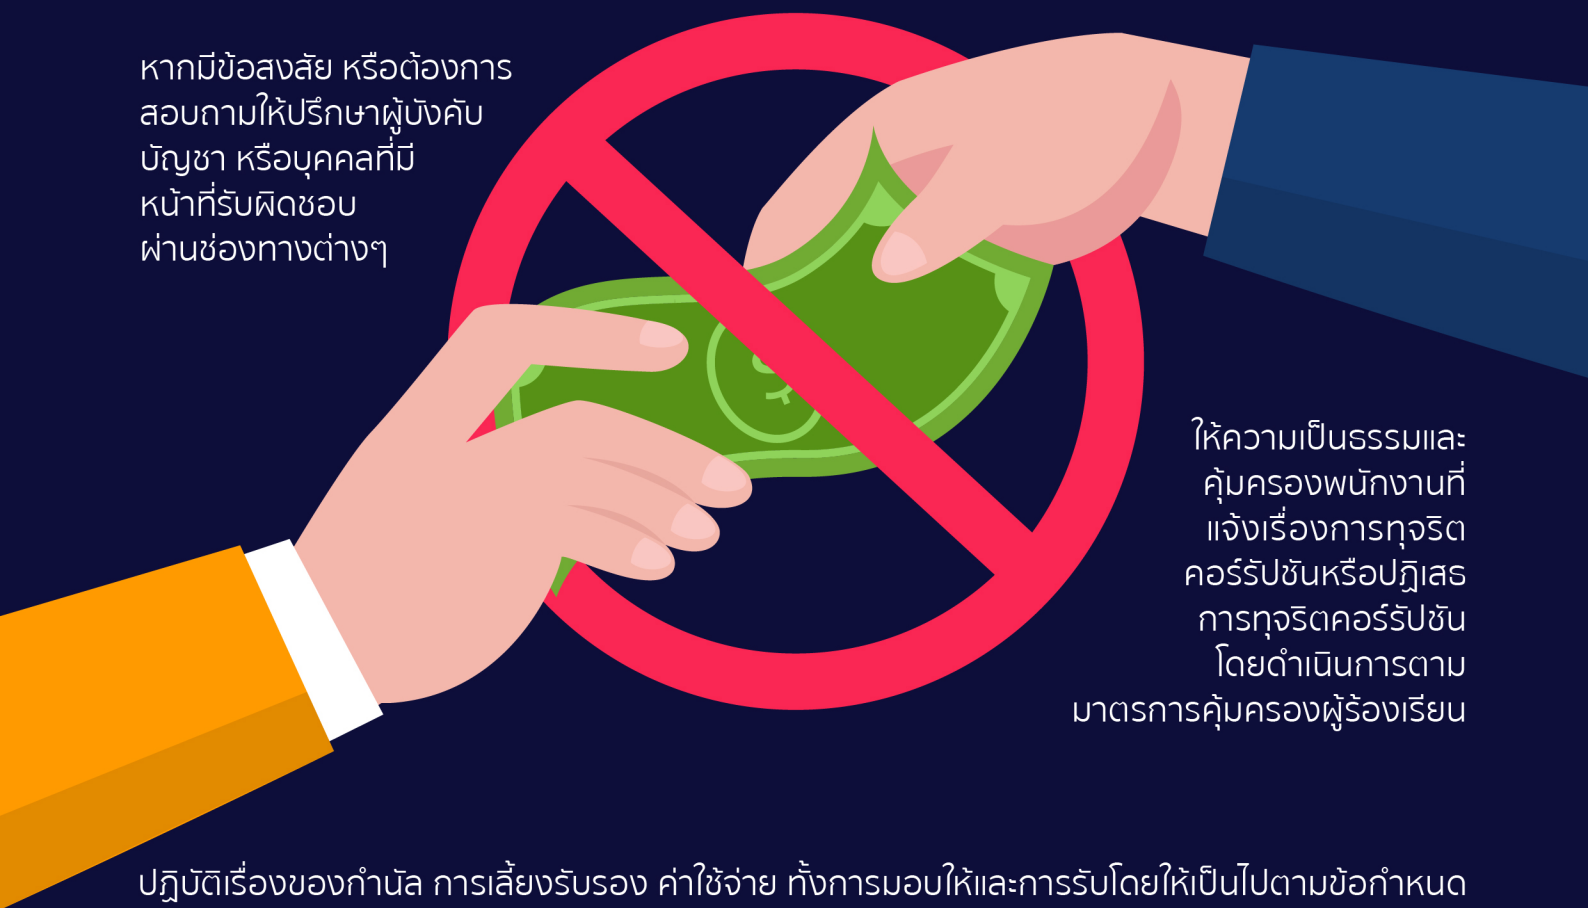 หากมีข้อสงสัย หรือต้องการ
สอบถามให้ปรึกษาผู้บังคับ
บัญชา หรือบุคคลที่มี
หน้าที่รับผิดชอบ
ผ่านช่องทางต่างๆ
ให้ความเป็นธรรมและ
คุ้มครองพนักงานที่
แจ้งเรื่องการทุจริต
คอร์รัปชันหรือปฏิเสธ
การทุจริตคอร์รัปชัน
โดยดำเนินการตาม
มาตรการคุ้มครองผู้ร้องเรียน
ปฏิบัติเรื่องของกำนัล การเลี้ยงรับรอง ค่าใช้จ่าย ทั้งการมอบให้และการรับโดยให้เป็นไปตามข้อกำหนด